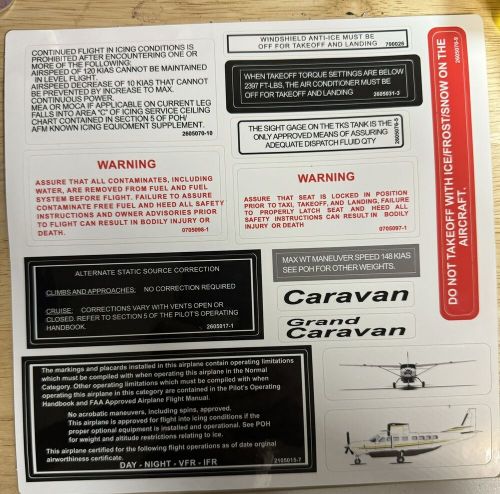 CONTINUED FLIGHT IN ICING CONDITIONS IS
PROHIBITED AFTER ENCOUNTERING ONE OR
MORE OF THE FOLLOWING:
AIRSPEED OF 120 KIAS CANNOT BE MAINTAINED
IN LEVEL FLIGHT.
AIRSPEED DECREASE OF 10 KIAS THAT CANNOT
BE PREVENTED BY INCREASE TO MAX.
CONTINUOUS POWER.
MEA OR MOCA IF APPLICABLE ON CURRENT LEG
FALLS INTO AREA "C" OF ICING SERVICE CEILING
CHART CONTAINED IN SECTION 5 OF POH/
AFM KNOWN ICING EQUIOMENT SUPPLEMENT.
2605070-10
WINDSHIELD ANTI-ICE MUST BE
OFF FOR TAKEOFF AND LANDING
790026
WHEN TAKEOFF TORQUE SETTINGS ARE BELOW
2397 FT-LBS. THE AIR CONDITIONER MUST BE
OFF FOR TAKEOFF AND LANDING
2605031-3
THE SIGHT GAGE ON THE TKS TANK IS THE
ONLY APPROVED MEANS OF ASSURING
ADEQUATE DISPATCH FLUID QTY
2605070-5
DO NOT TAKEOFF WITH ICE/FROST/SNOW ON THE
AIRCRAFT.
WARNING
ASSURE THAT ALL CONTAMINATES, INCLUDING
WATER, ARE REMOVED FROM FUEL AND FUEL
SYSTEM BEFORE FLIGHT. FAILURE TO ASSURE
CONTAMINATE FREE FUEL AND HEED ALL SAFETY
INSTRUCTIONS AND OWNER ADVISORIES PRIOR
TO FLIGHT CAN RESULT IN BODILY INJURY OR
DEATH.
0705098-1
WARNING
ASSURE THAT SEAT IS LOCKED IN POSITION
PRIOR TO TAXI, TAKEOFF, AND LANDING, FAILURE
TO PROPERLY LATCH SEAT AND HEED ALL
SAFETY INSTRUCTIONS CAN RESULT IN BODILY
INJURY OR DEATH
0705097-1
ALTERNATE STATIC SOURCE CORRECTION
CLIMBS AND APPROACHES: NO CORRECTION REQUIRED
CRUISE: CORRECTIONS VARY WITH VENTS OPEN OR
CLOSED. REFER TO SECTION 5 OF THE PILOT'S OPERATING
HANDBOOK.
2605017-1
MAX WT MANEUVER SPEED 148 KIAS
SEE POH FOR OTHER WEIGHTS.
Caravan
Grand
Caravan
The markings and placards installed in this airplane contain operating limitations
which must be complied with when operating this airplane in the Normal
Category. Other operating limitations which must be complied with when
operating this airplane in this category are contained in the Pilot's Operating
Handbook and FAA Approved Airplane Flight Manual.
No acrobatic maneuvers, including spins, approved.
This airplane is approved for flight into icing conditions if the
proper optional equipment is installed and operational. See POH
for weight and altitude restrictions relating to ice.
This airplane certified for the following flight operations as of date original
airworthiness certificate.
DAY - NIGHT - VFR - IFR
2105015-7